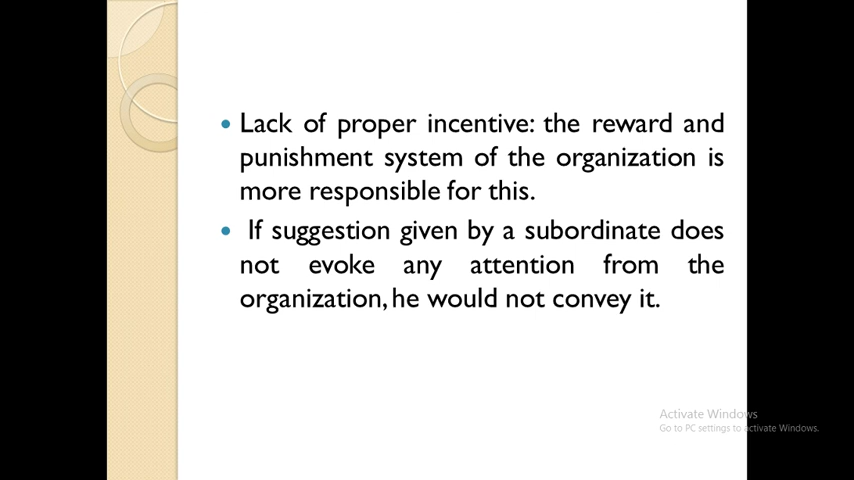 • Lack of proper incentive: the reward and
punishment system of the organization is
more responsible for this.
• If suggestion given by a subordinate does
not evoke any attention from the
organization, he would not convey it.
Activate Windows
Go to PC settings to activate Windows.